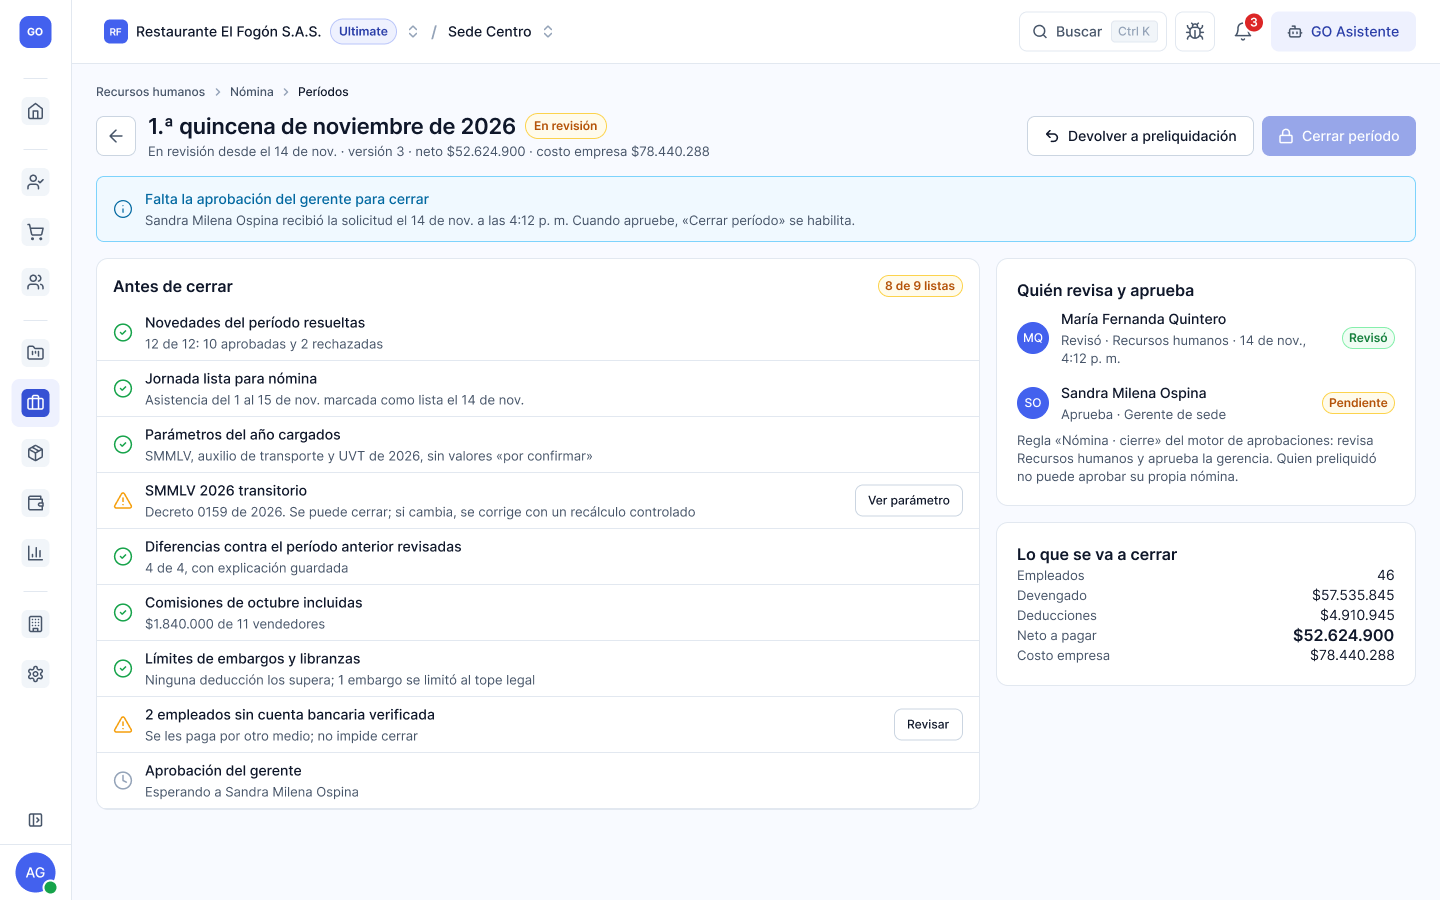 GO
RF Restaurante El Fogón S.A.S. Ultimate / Sede Centro
Buscar Ctrl K
3
GO Asistente
Recursos humanos > Nómina > Períodos
1.ª quincena de noviembre de 2026 En revisión
En revisión desde el 14 de nov. · versión 3 · neto $52.624.900 · costo empresa $78.440.288
Devolver a preliquidación
Cerrar período
Falta la aprobación del gerente para cerrar
Sandra Milena Ospina recibió la solicitud el 14 de nov. a las 4:12 p. m. Cuando apruebe, «Cerrar período» se habilita.
Antes de cerrar
8 de 9 listas
Novedades del período resueltas
12 de 12: 10 aprobadas y 2 rechazadas
Jornada lista para nómina
Asistencia del 1 al 15 de nov. marcada como lista el 14 de nov.
Parámetros del año cargados
SMMLV, auxilio de transporte y UVT de 2026, sin valores «por confirmar»
SMMLV 2026 transitorio
Decreto 0159 de 2026. Se puede cerrar; si cambia, se corrige con un recálculo controlado
Ver parámetro
Diferencias contra el período anterior revisadas
4 de 4, con explicación guardada
Comisiones de octubre incluidas
$1.840.000 de 11 vendedores
Límites de embargos y libranzas
Ninguna deducción los supera; 1 embargo se limitó al tope legal
2 empleados sin cuenta bancaria verificada
Se les paga por otro medio; no impide cerrar
Revisar
Aprobación del gerente
Esperando a Sandra Milena Ospina
Quién revisa y aprueba
MQ
María Fernanda Quintero
Revisó · Recursos humanos · 14 de nov.,
4:12 p. m.
Revisó
SO
Sandra Milena Ospina
Aprueba · Gerente de sede
Pendiente
Regla «Nómina · cierre» del motor de aprobaciones: revisa
Recursos humanos y aprueba la gerencia. Quien preliquidó
no puede aprobar su propia nómina.
Lo que se va a cerrar
Empleados 46
Devengado $57.535.845
Deducciones $4.910.945
Neto a pagar $52.624.900
Costo empresa $78.440.288
AG